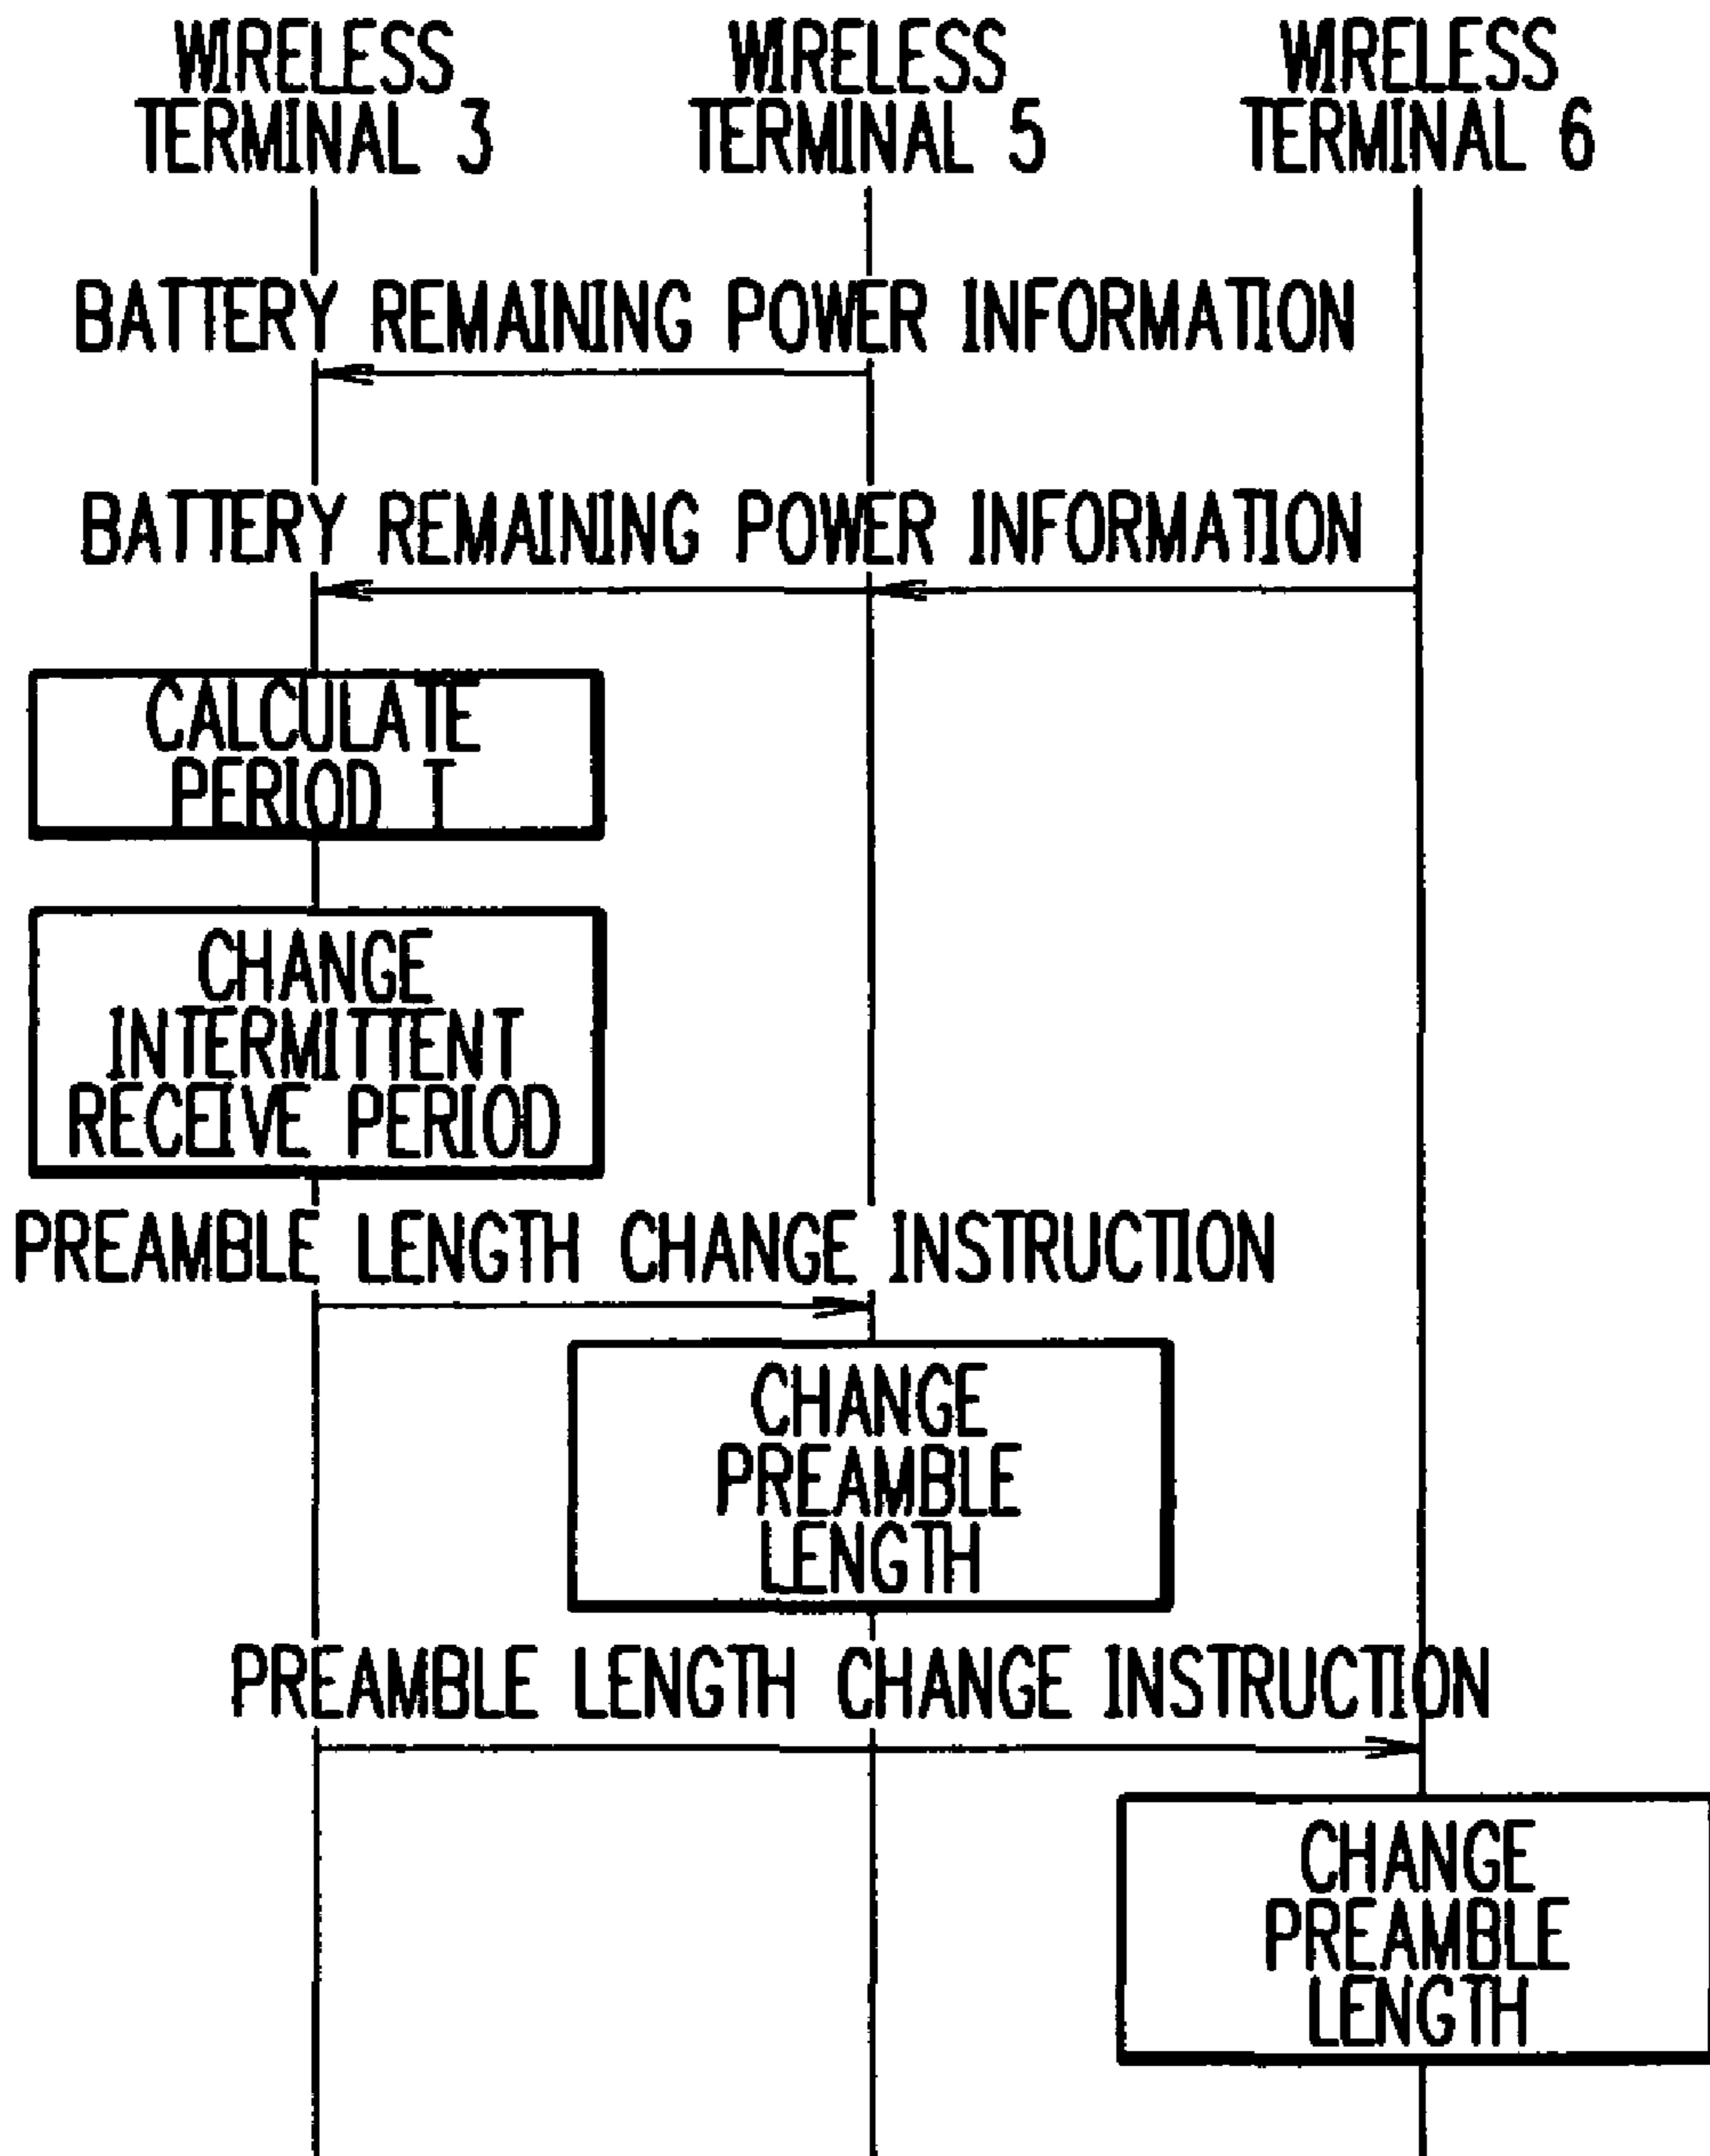 WIRELESS
TERMINAL 3
WIRELESS
TERMINAL 5
WIRELESS
TERMINAL 6
BATTERY REMAINING POWER INFORMATION
BATTERY REMAINING POWER INFORMATION
CALCULATE
PERIOD T
CHANGE
INTERMITTENT
RECEIVE PERIOD
PREAMBLE LENGTH CHANGE INSTRUCTION
CHANGE
PREAMBLE
LENGTH
PREAMBLE LENGTH CHANGE INSTRUCTION
CHANGE
PREAMBLE
LENGTH